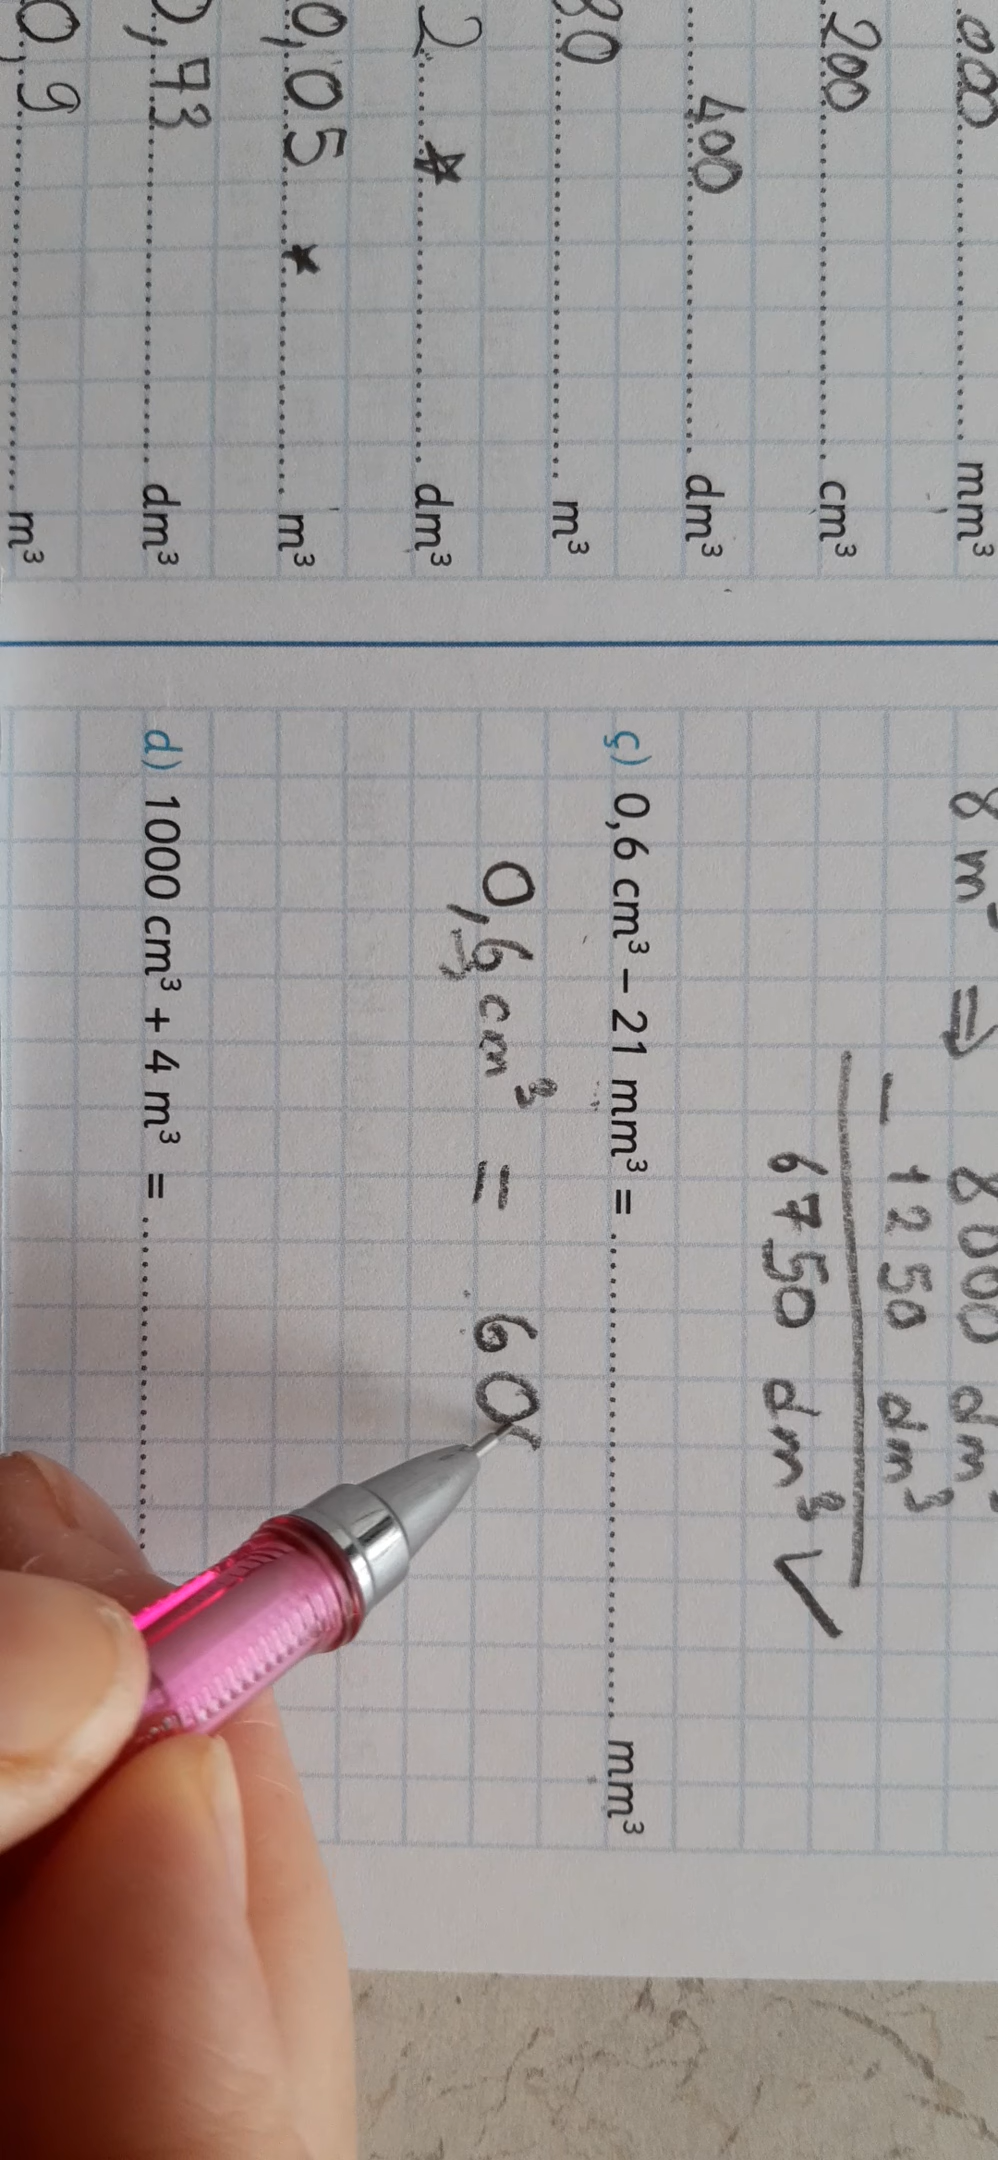 000 mm³
200 cm³
400 dm³
80 m³
2 dm³
0,05 m³
0,73 dm³
0,9 m³
8 m³ ⇒ 8000 dm³
- 1250 dm³
6750 dm³ ✓
ç) 0,6 cm³ – 21 mm³ = mm³
0,6 cm³ = 60
d) 1000 cm³ + 4 m³ =